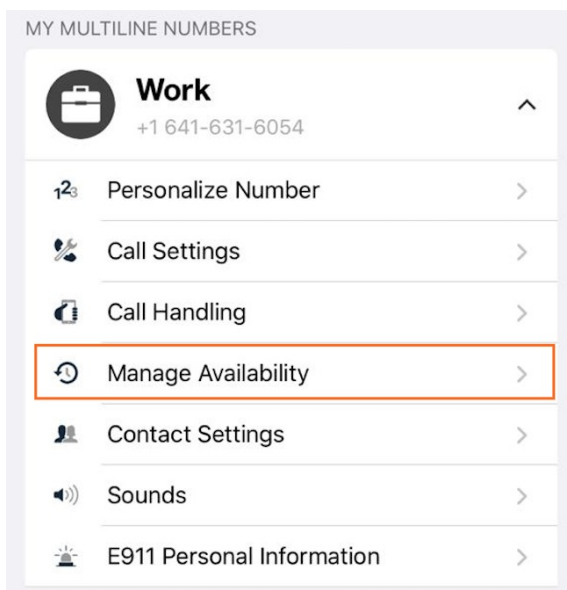 MY MULTILINE NUMBERS
Work
+1 641-631-6054
123 Personalize Number
Call Settings
Call Handling
Manage Availability
Contact Settings
Sounds
E911 Personal Information